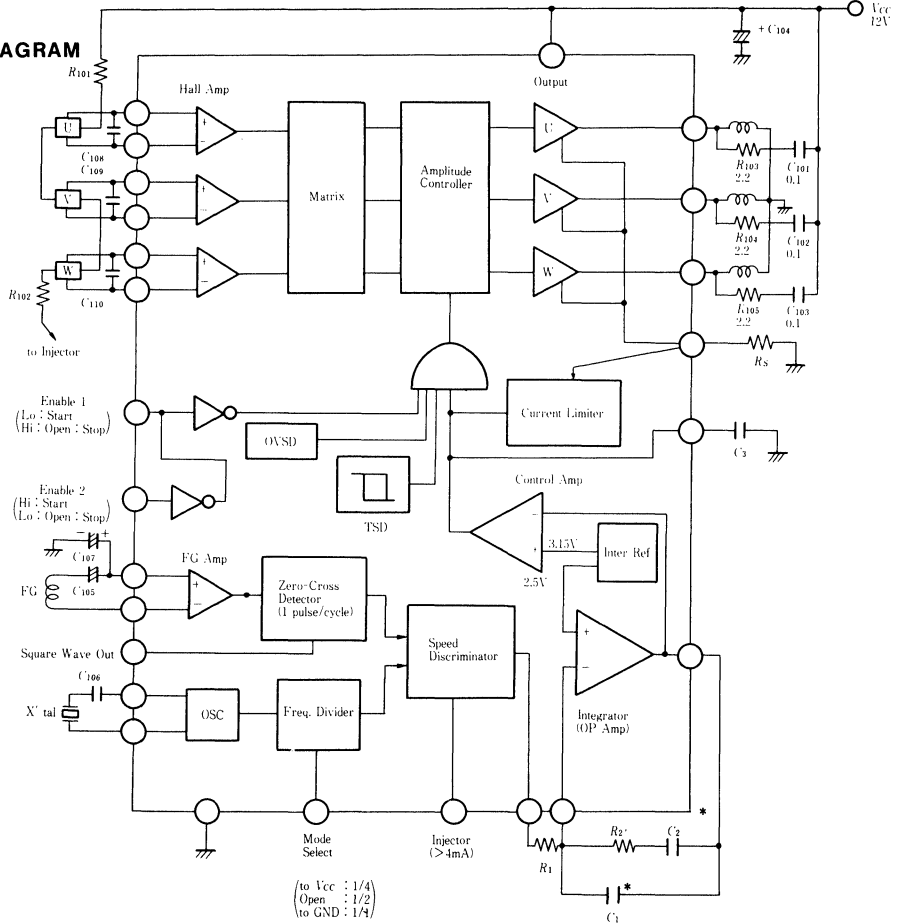 AGRAM
Vcc
12V
+ C104
R101
Output
Hall Amp
U
C108
C109
V
W
C110
R102
to Injector
Matrix
Amplitude
Controller
U
V
W
R103
2.2
C101
0.1
R104
2.2
C102
0.1
R105
2.2
C103
0.1
RS
Enable 1
(Lo : Start
Hi : Open : Stop)
OVSD
Current Limiter
C3
Enable 2
(Hi : Start
Lo : Open : Stop)
TSD
Control Amp
−
+
3.15V
2.5V
Inter Ref
− +
C107
C105
FG
FG Amp
+
−
Zero-Cross
Detector
(1 pulse/cycle)
Speed
Discriminator
+
−
Integrator
(OP Amp)
Square Wave Out
C106
X' tal
OSC
Freq. Divider
*
Mode
Select
Injector
(>4mA)
R1
R2'
C2
C1
*
(to Vcc : 1/4
Open : 1/2
to GND : 1/1)